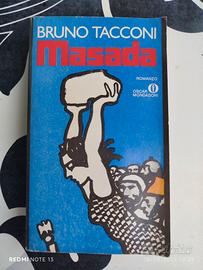 BRUNO TACCONI
Masada
ROMANZO
OSCAR
MONDADORI
REDMI NOTE 13